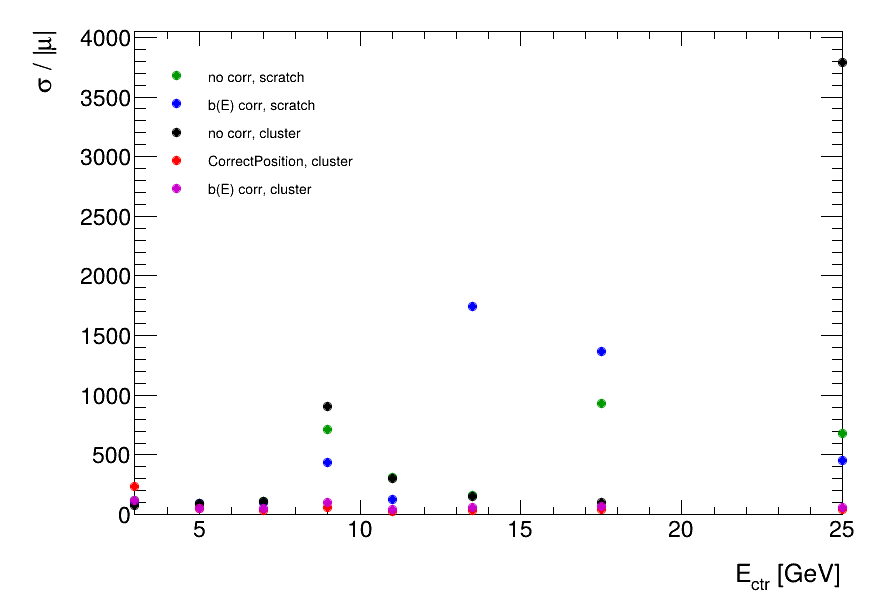 σ / |μ|
4000
3500
3000
2500
2000
1500
1000
500
0
no corr, scratch
b(E) corr, scratch
no corr, cluster
CorrectPosition, cluster
b(E) corr, cluster
5 10 15 20 25
E_ctr [GeV]